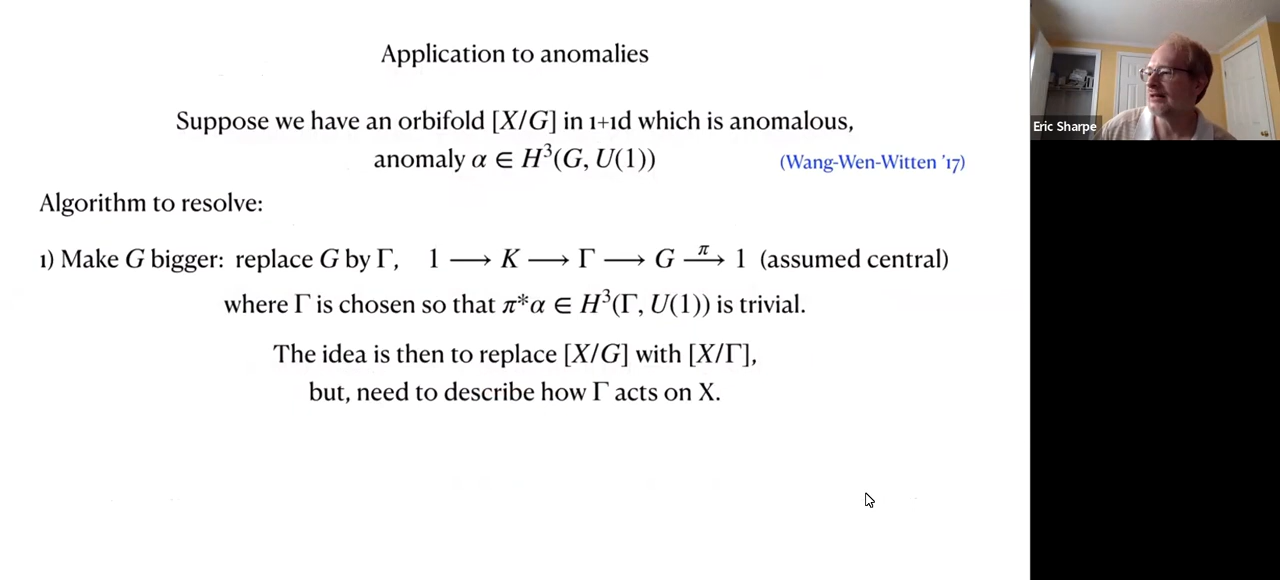 Application to anomalies
Suppose we have an orbifold [X/G] in 1+1d which is anomalous,
anomaly α ∈ H³(G, U(1))
(Wang-Wen-Witten '17)
Algorithm to resolve:
1) Make G bigger: replace G by Γ, 1 ⟶ K ⟶ Γ ⟶ G —π→ 1 (assumed central)
where Γ is chosen so that π*α ∈ H³(Γ, U(1)) is trivial.
The idea is then to replace [X/G] with [X/Γ],
but, need to describe how Γ acts on X.
Eric Sharpe